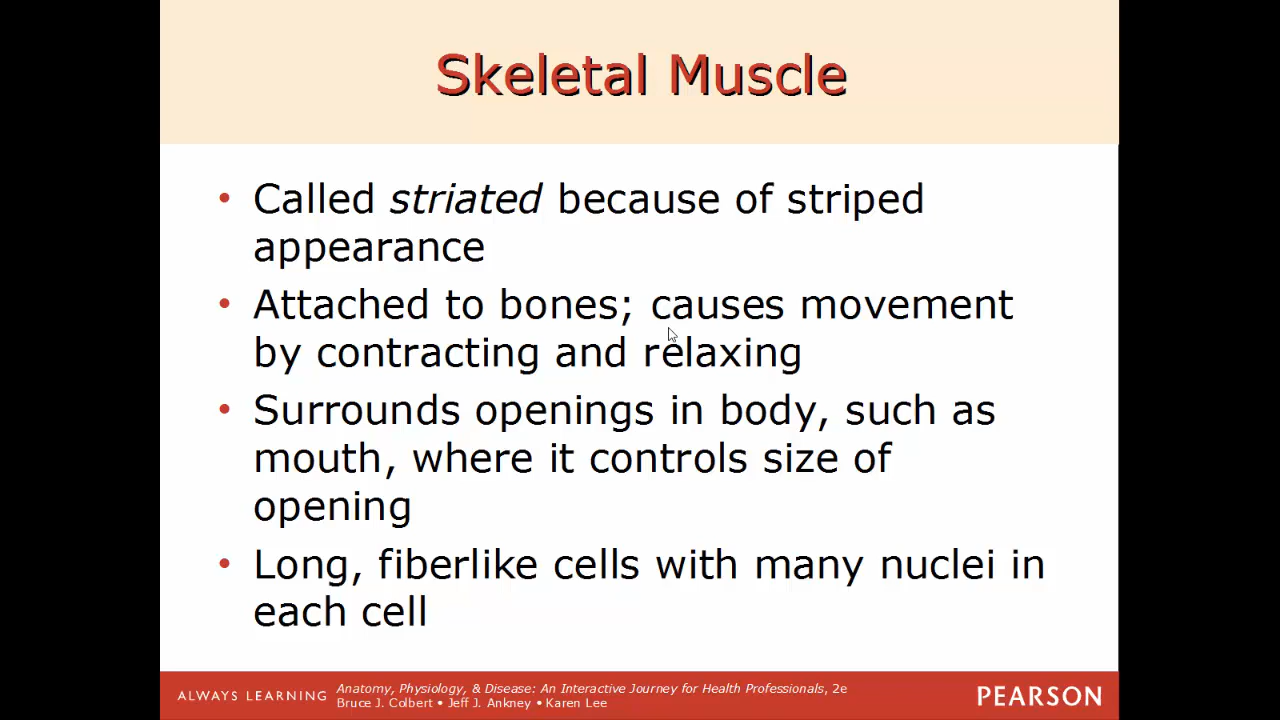 Skeletal Muscle
• Called striated because of striped
appearance
• Attached to bones; causes movement
by contracting and relaxing
• Surrounds openings in body, such as
mouth, where it controls size of
opening
• Long, fiberlike cells with many nuclei in
each cell
ALWAYS LEARNING
Anatomy, Physiology, & Disease: An Interactive Journey for Health Professionals, 2e
Bruce J. Colbert • Jeff J. Ankney • Karen Lee
PEARSON